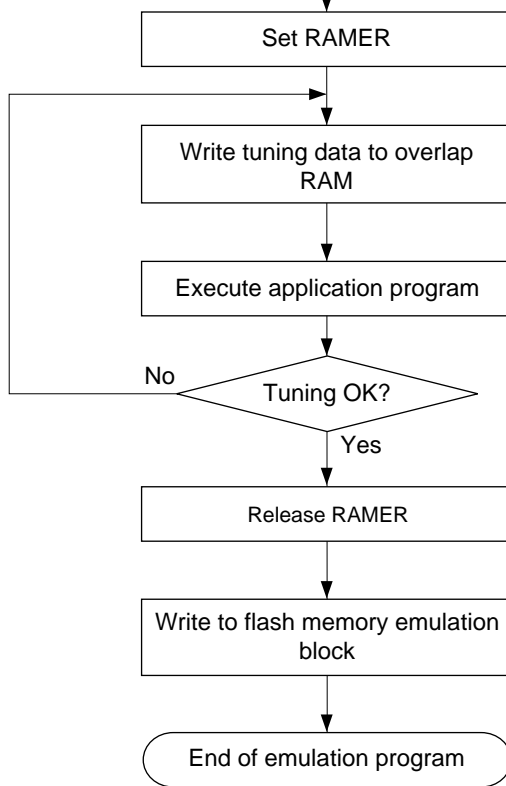 Set RAMER
Write tuning data to overlap
RAM
Execute application program
No
Tuning OK?
Yes
Release RAMER
Write to flash memory emulation
block
End of emulation program